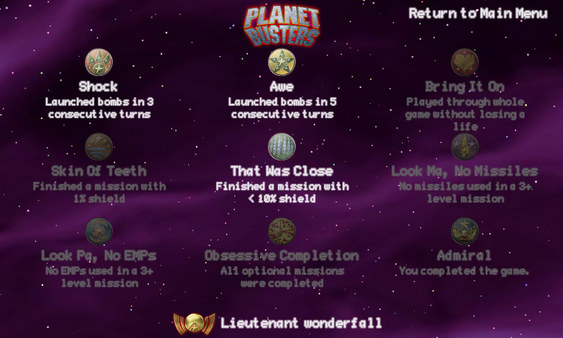 PLANET
BUSTERS
Return to Main Menu
Shock
Launched bombs in 3
consecutive turns
Awe
Launched bombs in 5
consecutive turns
Bring It On
Played through whole
game without losing a
life
Skin Of Teeth
Finished a mission with
1% shield
That Was Close
Finished a mission with
< 10% shield
Look Ma, No Missiles
No missiles used in a 3+
level mission
Look Pa, No EMPs
No EMPs used in a 3+
level mission
Obsessive Completion
All optional missions
were completed
Admiral
You completed the game.
Lieutenant wonderfall